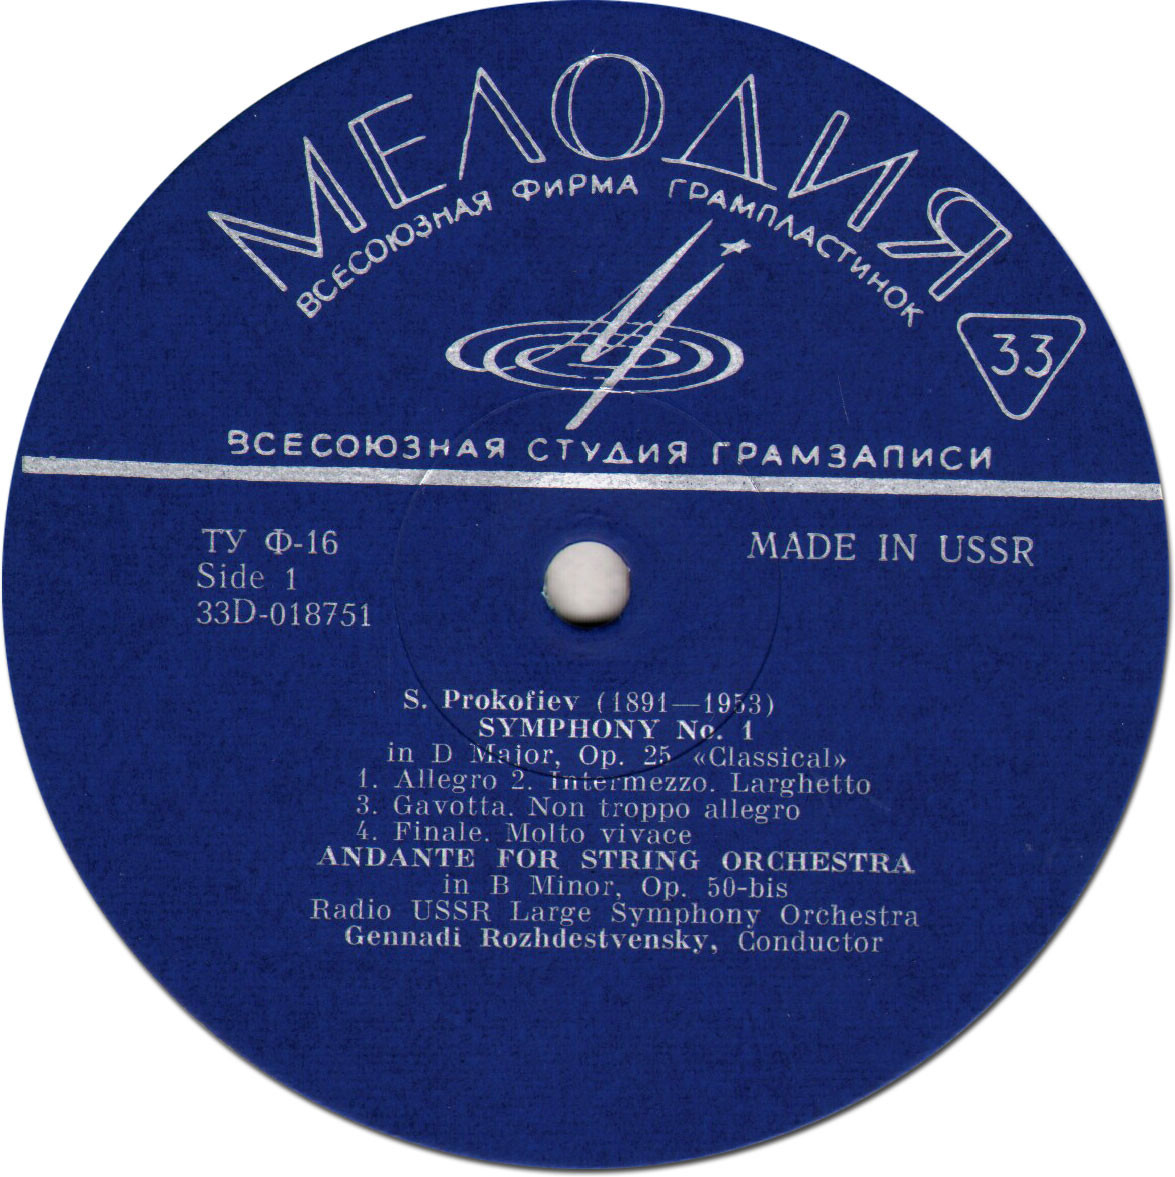 МЕЛОДИЯ
ВСЕСОЮЗНАЯ ФИРМА ГРАМПЛАСТИНОК
33
ВСЕСОЮЗНАЯ СТУДИЯ ГРАМЗАПИСИ
ТУ Ф-16
MADE IN USSR
Side 1
33D-018751
S. Prokofiev (1891—1953)
SYMPHONY No. 1
in D Major, Op. 25 «Classical»
1. Allegro 2. Intermezzo. Larghetto
3. Gavotta. Non troppo allegro
4. Finale. Molto vivace
ANDANTE FOR STRING ORCHESTRA
in B Minor, Op. 50-bis
Radio USSR Large Symphony Orchestra
Gennadi Rozhdestvensky, Conductor